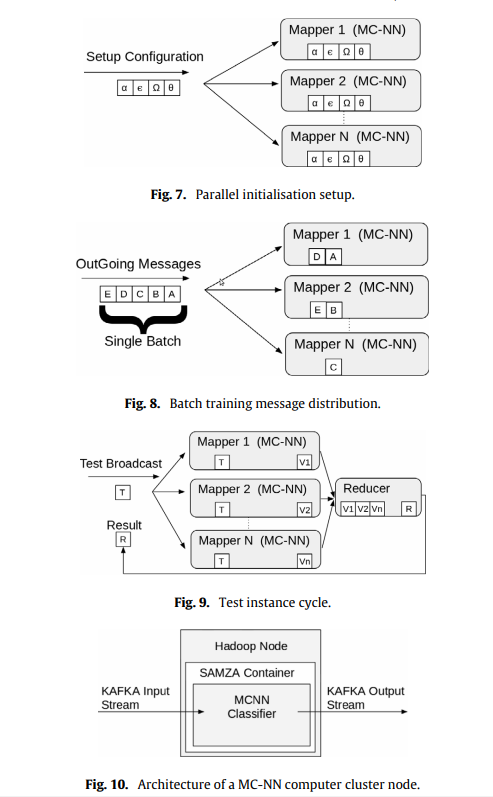 Mapper 1 (MC-NN)
α ϵ Ω θ
Setup Configuration
α ϵ Ω θ
Mapper 2 (MC-NN)
α ϵ Ω θ
Mapper N (MC-NN)
α ϵ Ω θ
Fig. 7. Parallel initialisation setup.
Mapper 1 (MC-NN)
D A
OutGoing Messages
E D C B A
Single Batch
Mapper 2 (MC-NN)
E B
Mapper N (MC-NN)
C
Fig. 8. Batch training message distribution.
Test Broadcast
T
Result
R
Mapper 1 (MC-NN)
T V1
Mapper 2 (MC-NN)
T V2
Mapper N (MC-NN)
T Vn
Reducer
V1 V2 Vn R
Fig. 9. Test instance cycle.
Hadoop Node
SAMZA Container
KAFKA Input
Stream
MCNN
Classifier
KAFKA Output
Stream
Fig. 10. Architecture of a MC-NN computer cluster node.